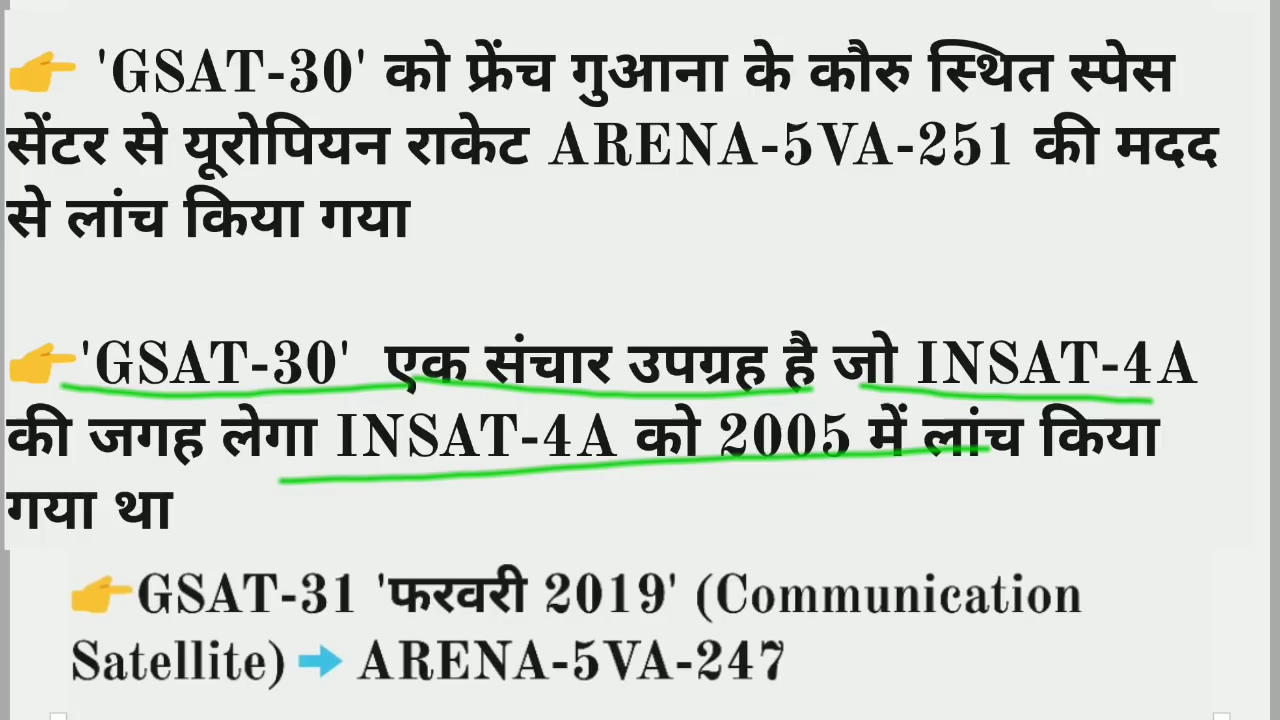 👉 'GSAT-30' को फ्रेंच गुआना के कौरु स्थित स्पेस
सेंटर से यूरोपियन राकेट ARENA-5VA-251 की मदद
से लांच किया गया
👉'GSAT-30' एक संचार उपग्रह है जो INSAT-4A
की जगह लेगा INSAT-4A को 2005 में लांच किया
गया था
👉GSAT-31 'फरवरी 2019' (Communication
Satellite) ➡ ARENA-5VA-247